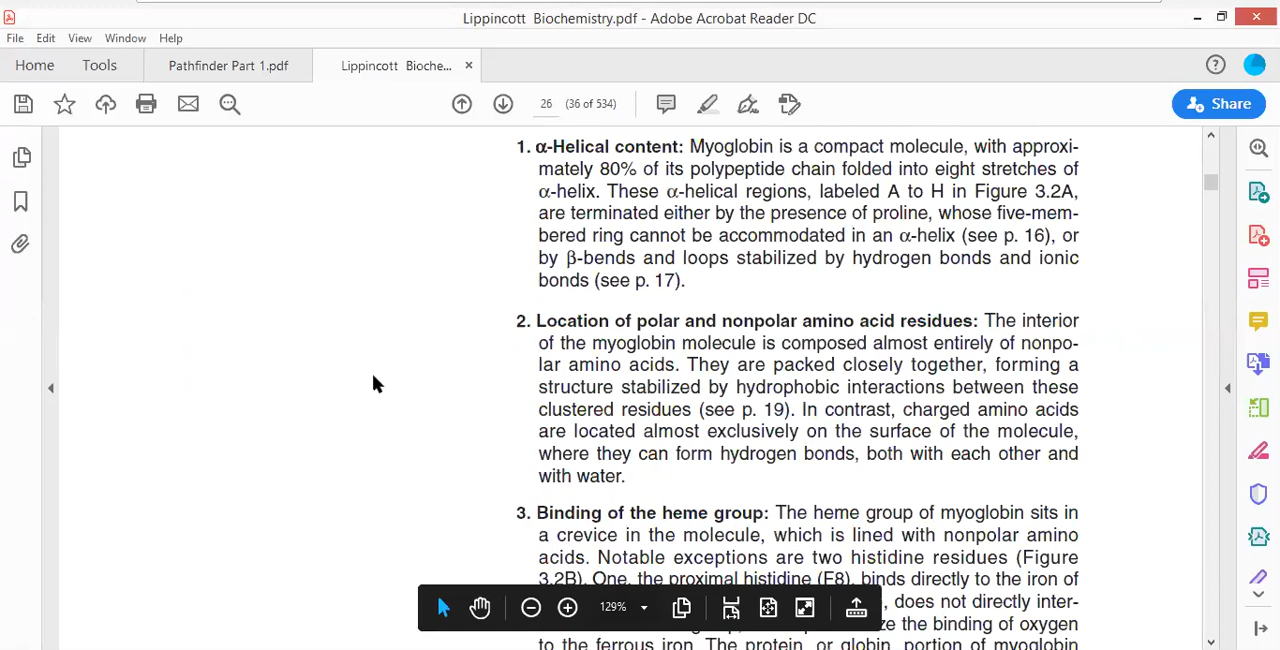 Lippincott Biochemistry.pdf - Adobe Acrobat Reader DC
File Edit View Window Help
Home Tools Pathfinder Part 1.pdf Lippincott Bioche... ×
26 (36 of 534) Share
1. α-Helical content: Myoglobin is a compact molecule, with approxi-
mately 80% of its polypeptide chain folded into eight stretches of
α-helix. These α-helical regions, labeled A to H in Figure 3.2A,
are terminated either by the presence of proline, whose five-mem-
bered ring cannot be accommodated in an α-helix (see p. 16), or
by β-bends and loops stabilized by hydrogen bonds and ionic
bonds (see p. 17).
2. Location of polar and nonpolar amino acid residues: The interior
of the myoglobin molecule is composed almost entirely of nonpo-
lar amino acids. They are packed closely together, forming a
structure stabilized by hydrophobic interactions between these
clustered residues (see p. 19). In contrast, charged amino acids
are located almost exclusively on the surface of the molecule,
where they can form hydrogen bonds, both with each other and
with water.
3. Binding of the heme group: The heme group of myoglobin sits in
a crevice in the molecule, which is lined with nonpolar amino
acids. Notable exceptions are two histidine residues (Figure
3.2B). One, the proximal histidine (F8), binds directly to the iron of
129% , does not directly inter-
the binding of oxygen
to the ferrous iron. The protein, or globin, portion of myoglobin